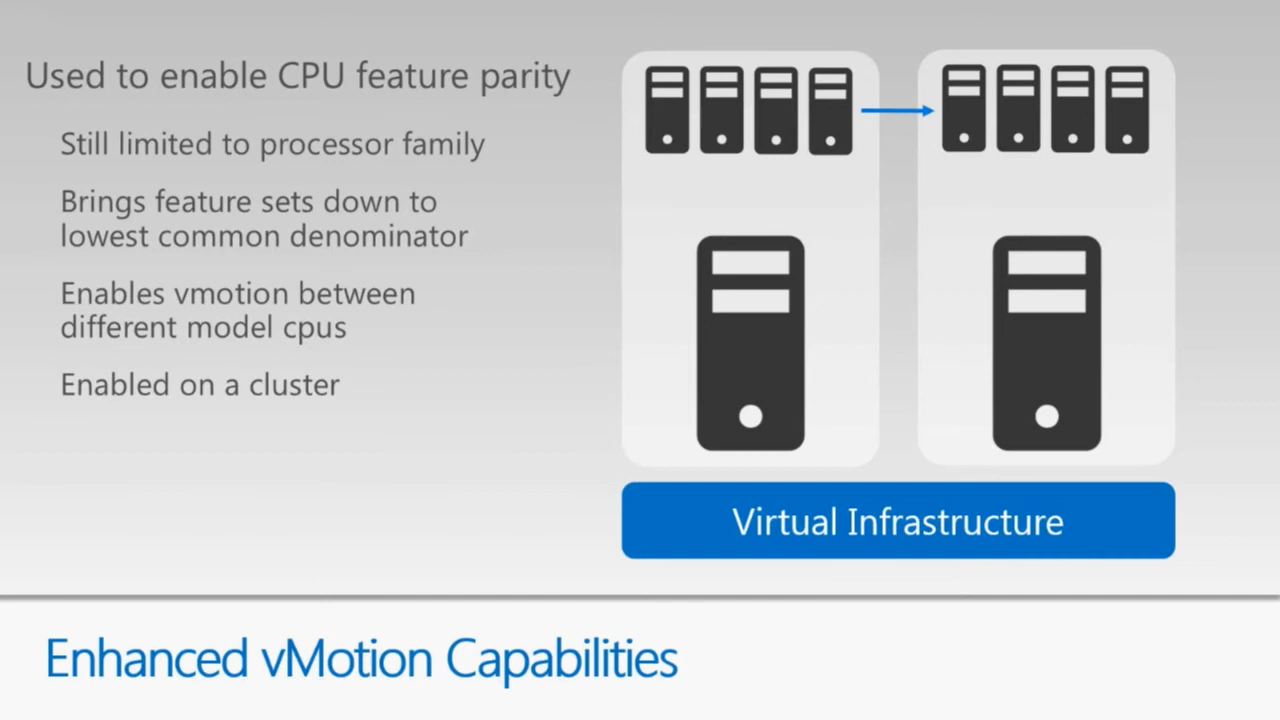 Used to enable CPU feature parity
Still limited to processor family
Brings feature sets down to
lowest common denominator
Enables vmotion between
different model cpus
Enabled on a cluster
Virtual Infrastructure
Enhanced vMotion Capabilities